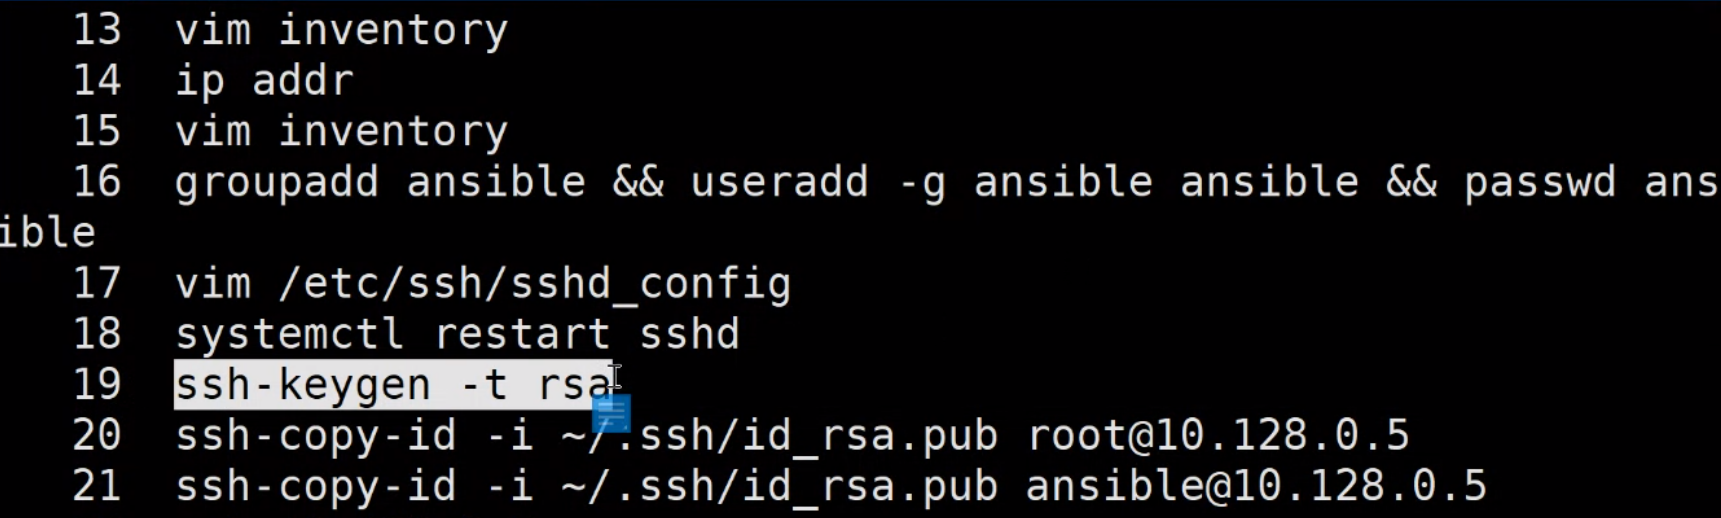 13 vim inventory
14 ip addr
15 vim inventory
16 groupadd ansible && useradd -g ansible ansible && passwd ans
ible
17 vim /etc/ssh/sshd_config
18 systemctl restart sshd
19 ssh-keygen -t rsa
20 ssh-copy-id -i ~/.ssh/id_rsa.pub root@10.128.0.5
21 ssh-copy-id -i ~/.ssh/id_rsa.pub ansible@10.128.0.5